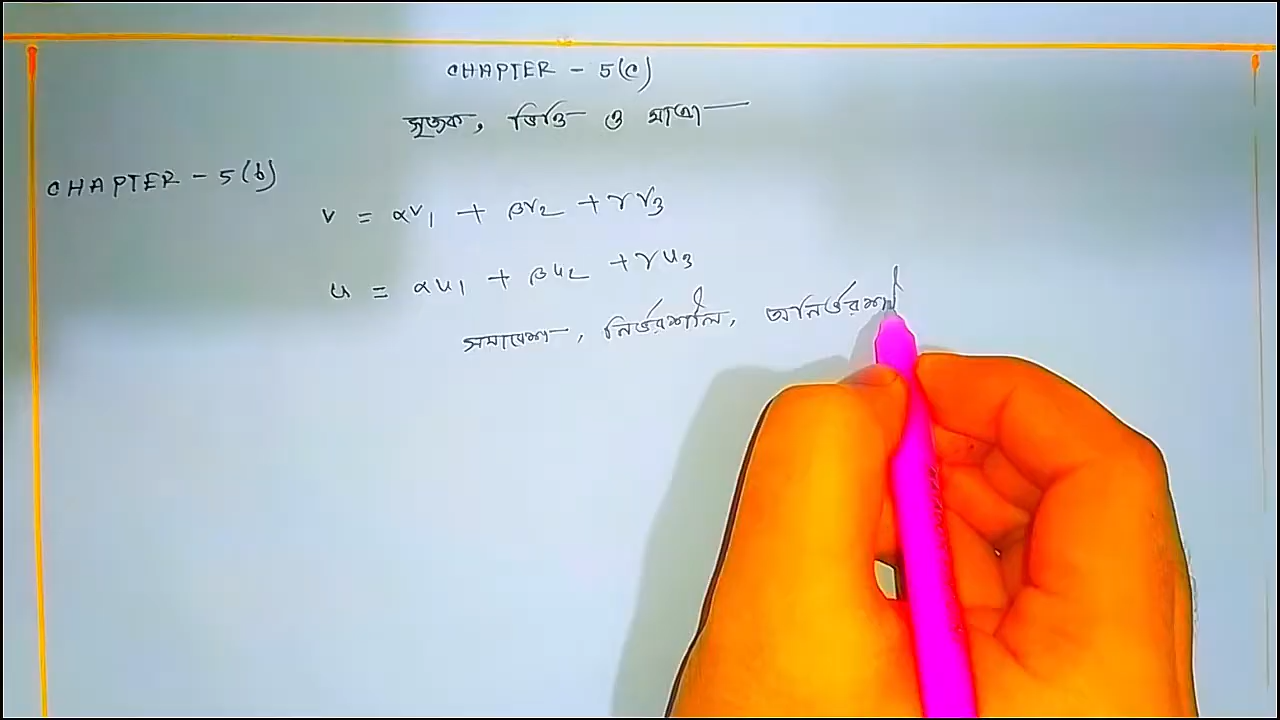 CHAPTER - 5(c)
সৃজক, ভিত্তি ও মাত্রা
CHAPTER - 5(b)
v = αv₁ + βv₂ + γv₃
u = αu₁ + βu₂ + γu₃
সমাবেশ, নির্ভরশীল, অনির্ভরশী